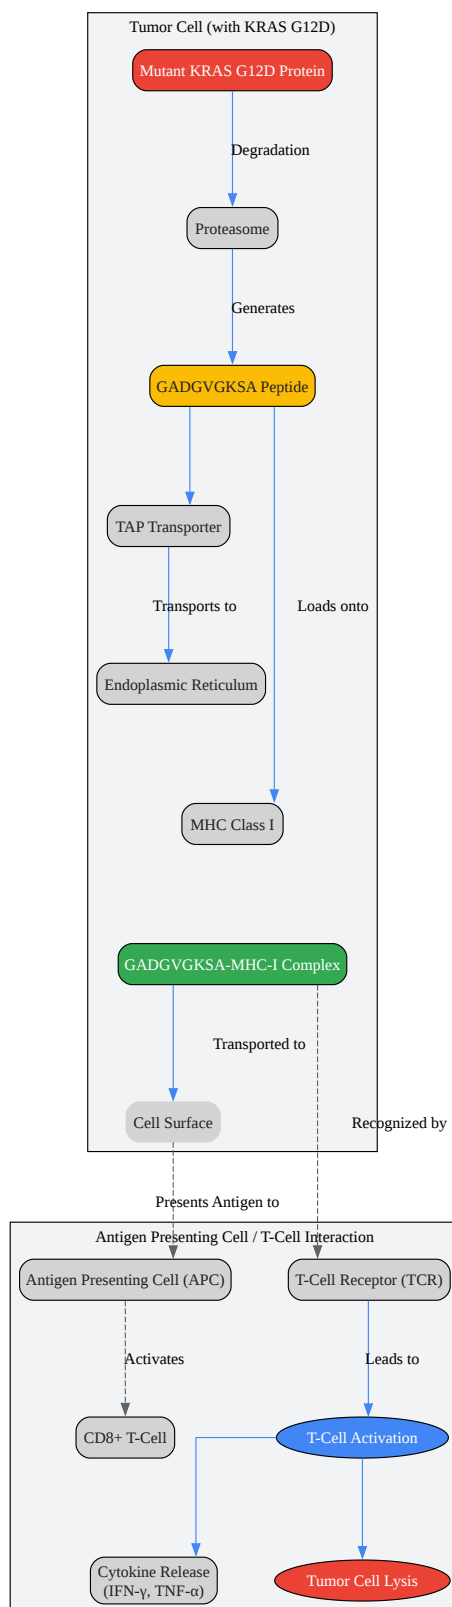 Tumor Cell (with KRAS G12D)
Mutant KRAS G12D Protein
Degradation
Proteasome
Generates
GADGVGKSA Peptide
TAP Transporter
Transports to
Loads onto
Endoplasmic Reticulum
MHC Class I
GADGVGKSA-MHC-I Complex
Transported to
Cell Surface
Recognized by
Presents Antigen to
Antigen Presenting Cell / T-Cell Interaction
Antigen Presenting Cell (APC)
T-Cell Receptor (TCR)
Activates
Leads to
CD8+ T-Cell
T-Cell Activation
Cytokine Release
(IFN-γ, TNF-α)
Tumor Cell Lysis